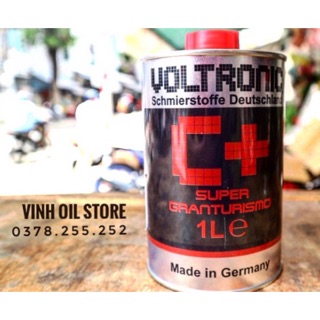 VOLTRONIC
Schmierstoffe Deutschland
C+
SUPER
GRANTURISMO
1L e
Made in Germany
VINH OIL STORE
0378.255.252